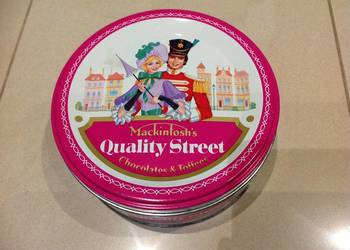 Mackintosh's
Quality Street
Chocolates & Toffees